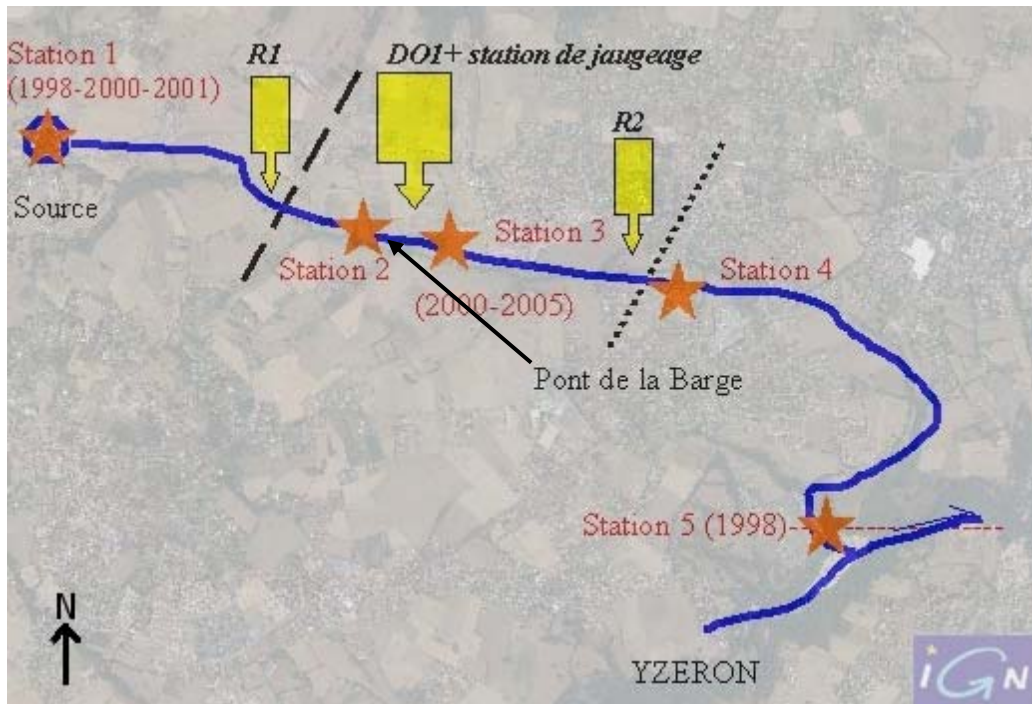 Station 1
(1998-2000-2001)
R1
DO1+ station de jaugeage
R2
Source
Station 2
Station 3
(2000-2005)
Station 4
Pont de la Barge
Station 5 (1998)
N
YZERON
iGN